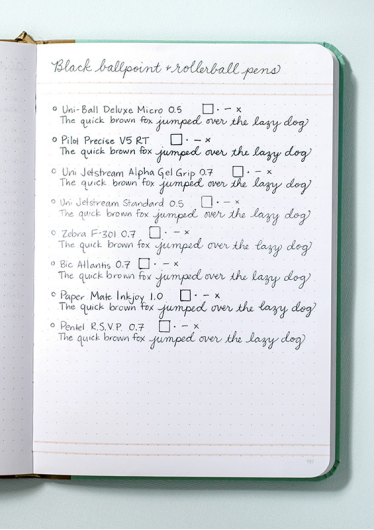 Black ballpoint + rollerball pens
Uni-Ball Deluxe Micro 0.5 □ · – ×
The quick brown fox jumped over the lazy dog
Pilot Precise V5 RT □ · – ×
The quick brown fox jumped over the lazy dog
Uni Jetstream Alpha Gel Grip 0.7 □ · – ×
The quick brown fox jumped over the lazy dog
Uni Jetstream Standard 0.5 □ · – ×
The quick brown fox jumped over the lazy dog
Zebra F-301 0.7 □ · – ×
The quick brown fox jumped over the lazy dog
Bic Atlantis 0.7 □ · – ×
The quick brown fox jumped over the lazy dog
Paper Mate Inkjoy 1.0 □ · – ×
The quick brown fox jumped over the lazy dog
Pentel R.S.V.P. 0.7 □ · – ×
The quick brown fox jumped over the lazy dog